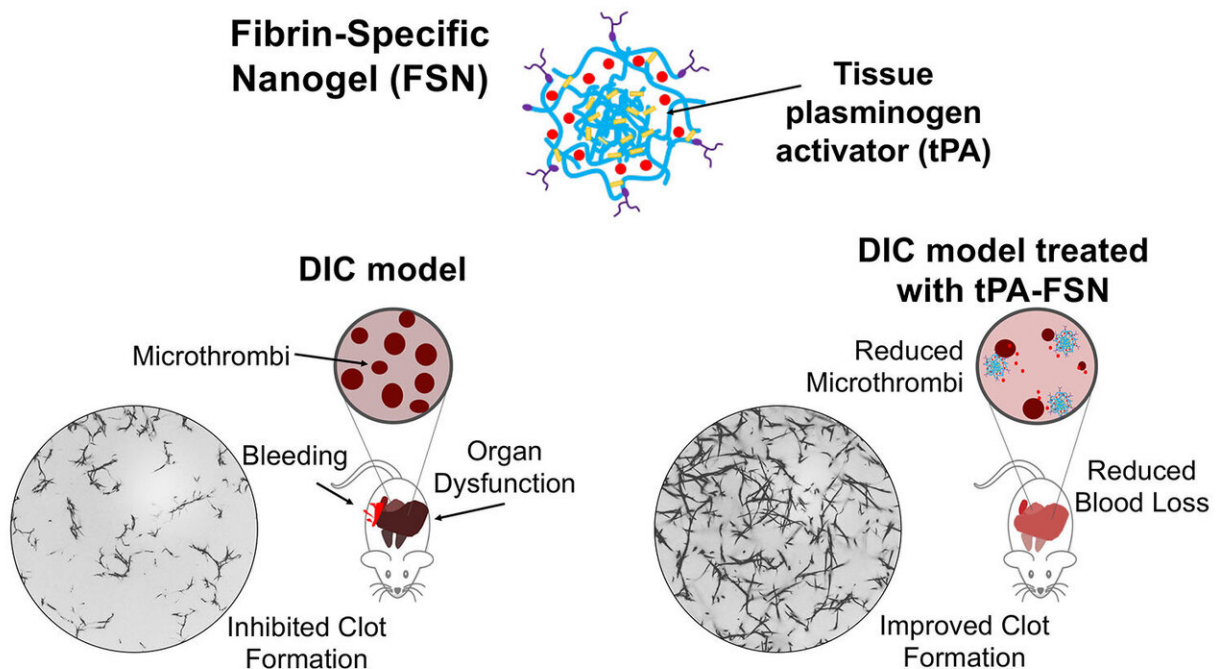 Fibrin-Specific
Nanogel (FSN)
Tissue
plasminogen
activator (tPA)
DIC model
Microthrombi
Bleeding
Organ
Dysfunction
Inhibited Clot
Formation
DIC model treated
with tPA-FSN
Reduced
Microthrombi
Reduced
Blood Loss
Improved Clot
Formation